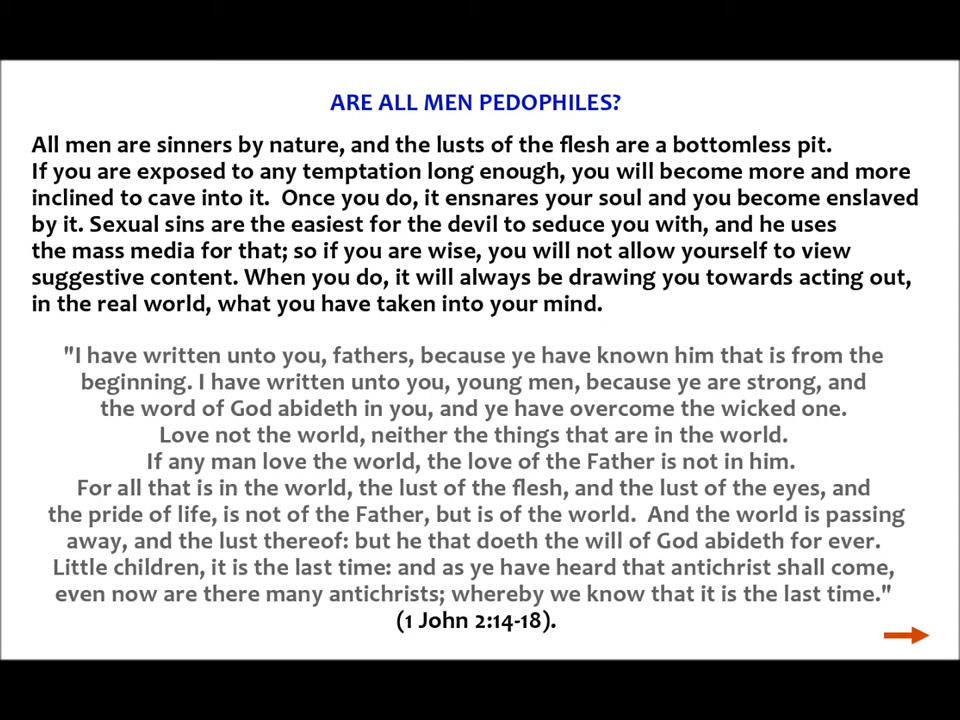 ARE ALL MEN PEDOPHILES?
All men are sinners by nature, and the lusts of the flesh are a bottomless pit.
If you are exposed to any temptation long enough, you will become more and more
inclined to cave into it.  Once you do, it ensnares your soul and you become enslaved
by it. Sexual sins are the easiest for the devil to seduce you with, and he uses
the mass media for that; so if you are wise, you will not allow yourself to view
suggestive content. When you do, it will always be drawing you towards acting out,
in the real world, what you have taken into your mind.
"I have written unto you, fathers, because ye have known him that is from the
beginning. I have written unto you, young men, because ye are strong, and
the word of God abideth in you, and ye have overcome the wicked one.
Love not the world, neither the things that are in the world.
If any man love the world, the love of the Father is not in him.
For all that is in the world, the lust of the flesh, and the lust of the eyes, and
the pride of life, is not of the Father, but is of the world.  And the world is passing
away, and the lust thereof: but he that doeth the will of God abideth for ever.
Little children, it is the last time: and as ye have heard that antichrist shall come,
even now are there many antichrists; whereby we know that it is the last time."
(1 John 2:14-18).